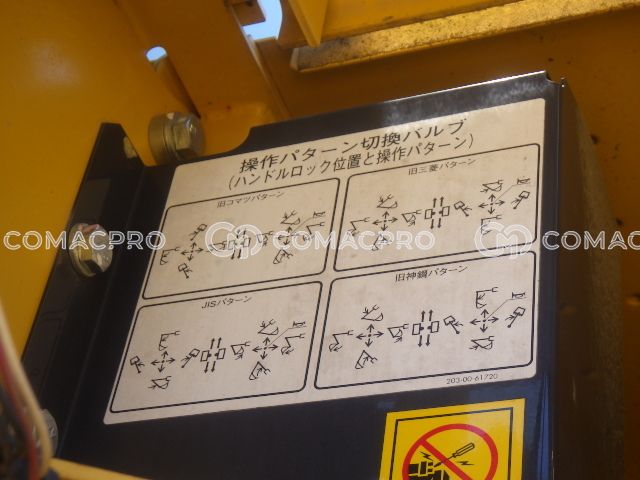 操作パターン切換バルブ
(ハンドルロック位置と操作パターン)
旧コマツパターン
旧三菱パターン
JISパターン
旧神鋼パターン
203-00-61720
COMACPRO
COMACPRO
COMAC